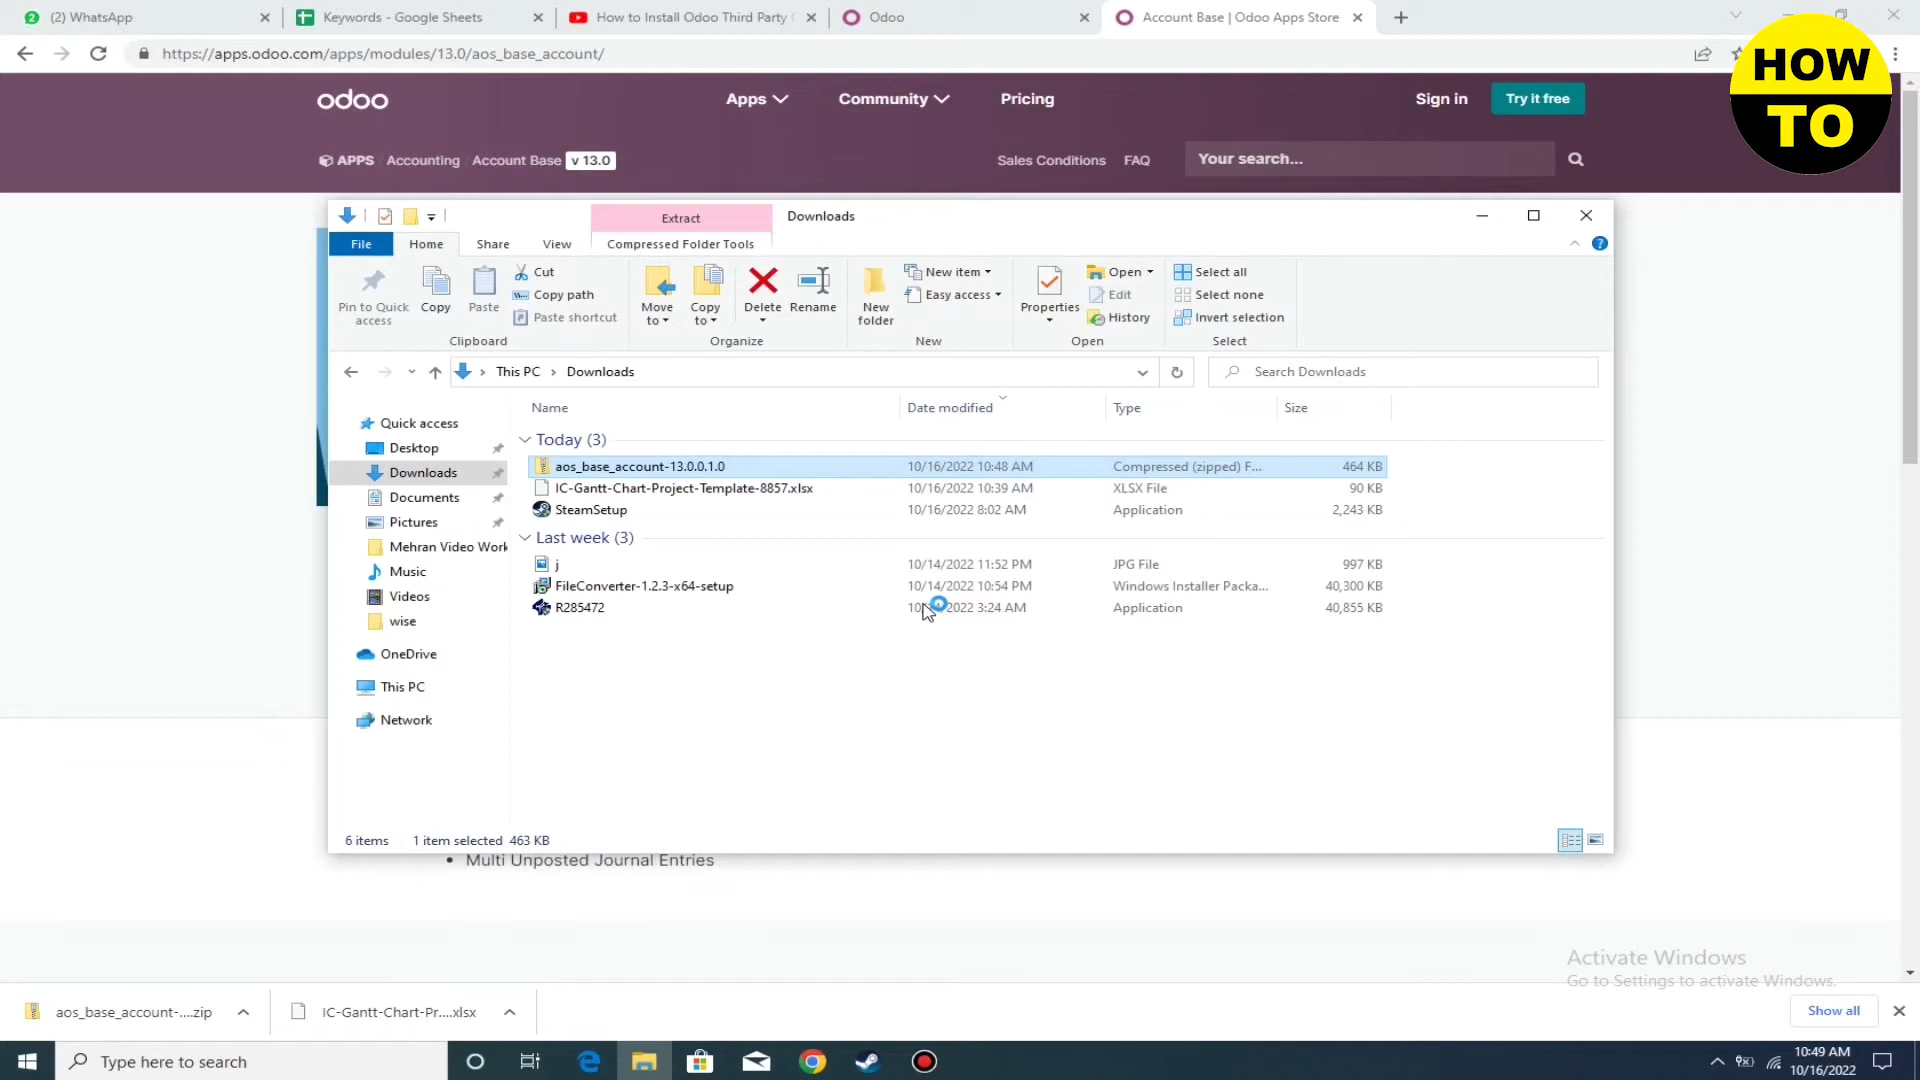 (2) WhatsApp
Keywords - Google Sheets
How to Install Odoo Third Party
Odoo
Account Base | Odoo Apps Store
https://apps.odoo.com/apps/modules/13.0/aos_base_account/
HOW
TO
odoo
Apps
Community
Pricing
Sign in
Try it free
APPS
Accounting
Account Base
v 13.0
Sales Conditions
FAQ
Your search...
Extract
Downloads
File
Home
Share
View
Compressed Folder Tools
Pin to Quick
access
Copy
Paste
Cut
Copy path
Paste shortcut
Clipboard
Move
to
Copy
to
Delete
Rename
Organize
New
folder
New item
Easy access
New
Properties
Open
Edit
History
Open
Select all
Select none
Invert selection
Select
This PC
Downloads
Search Downloads
Name
Date modified
Type
Size
Quick access
Desktop
Downloads
Documents
Pictures
Mehran Video Work
Music
Videos
wise
OneDrive
This PC
Network
Today (3)
aos_base_account-13.0.0.1.0 10/16/2022 10:48 AM Compressed (zipped) F... 464 KB
IC-Gantt-Chart-Project-Template-8857.xlsx 10/16/2022 10:39 AM XLSX File 90 KB
SteamSetup 10/16/2022 8:02 AM Application 2,243 KB
Last week (3)
j 10/14/2022 11:52 PM JPG File 997 KB
FileConverter-1.2.3-x64-setup 10/14/2022 10:54 PM Windows Installer Packa... 40,300 KB
R285472 2022 3:24 AM Application 40,855 KB
6 items
1 item selected 463 KB
Multi Unposted Journal Entries
Activate Windows
Go to Settings to activate Windows.
aos_base_account-....zip
IC-Gantt-Chart-Pr....xlsx
Show all
Type here to search
10:49 AM
10/16/2022